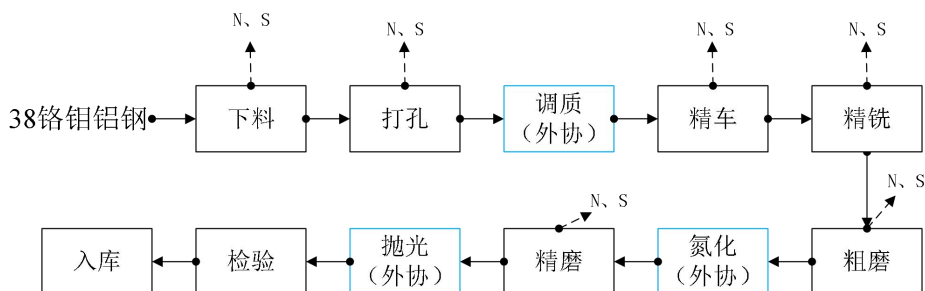 N、S
N、S
N、S
N、S
38铬钼铝钢
下料
打孔
调质
（外协）
精车
精铣
N、S
N、S
入库
检验
抛光
（外协）
精磨
氮化
（外协）
粗磨